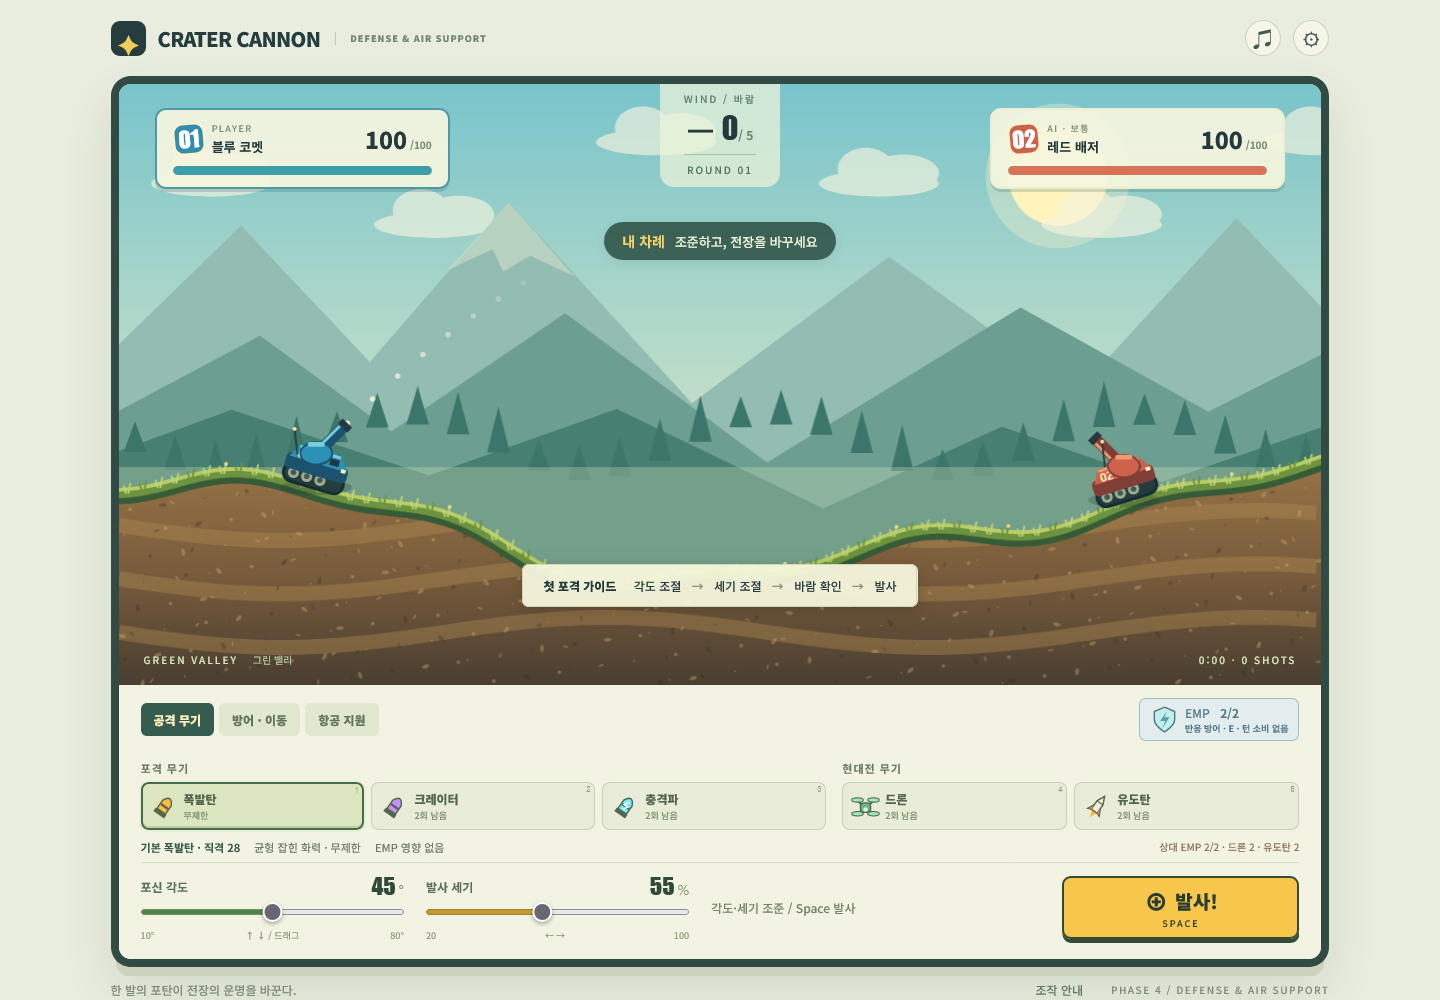 CRATER CANNON
DEFENSE & AIR SUPPORT
01
PLAYER
블루 코멧
100 /100
WIND / 바람
— 0 / 5
ROUND 01
02
AI · 보통
레드 배저
100 /100
내 차례 조준하고, 전장을 바꾸세요
02
첫 포격 가이드 각도 조절 → 세기 조절 → 바람 확인 → 발사
GREEN VALLEY 그린 밸리
0:00 · 0 SHOTS
공격 무기
방어 · 이동
항공 지원
EMP 2/2
반응 방어 · E · 턴 소비 없음
포격 무기
현대전 무기
폭발탄
무제한
1
크레이터
2회 남음
2
충격파
2회 남음
3
드론
2회 남음
4
유도탄
2회 남음
5
기본 폭발탄 · 직격 28 균형 잡힌 화력 · 무제한 EMP 영향 없음
상대 EMP 2/2 · 드론 2 · 유도탄 2
포신 각도 45 °
10° ↑ ↓ / 드래그 80°
발사 세기 55 %
20 ←→ 100
각도·세기 조준 / Space 발사
발사!
SPACE
한 발의 포탄이 전장의 운명을 바꾼다.
조작 안내
PHASE 4 / DEFENSE & AIR SUPPORT